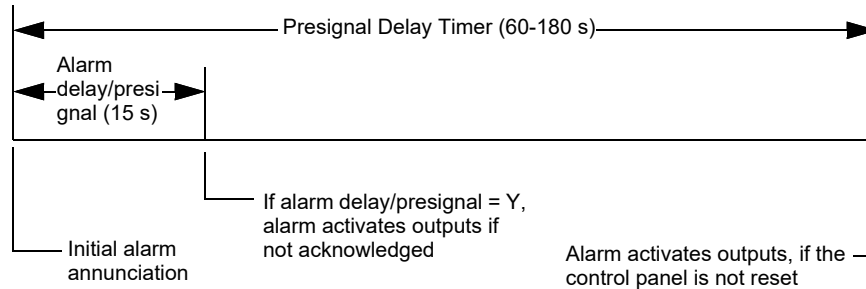 Presignal Delay Timer (60-180 s)
Alarm
delay/presi
gnal (15 s)
If alarm delay/presignal = Y,
alarm activates outputs if
not acknowledged
Initial alarm
annunciation
Alarm activates outputs, if the
control panel is not reset